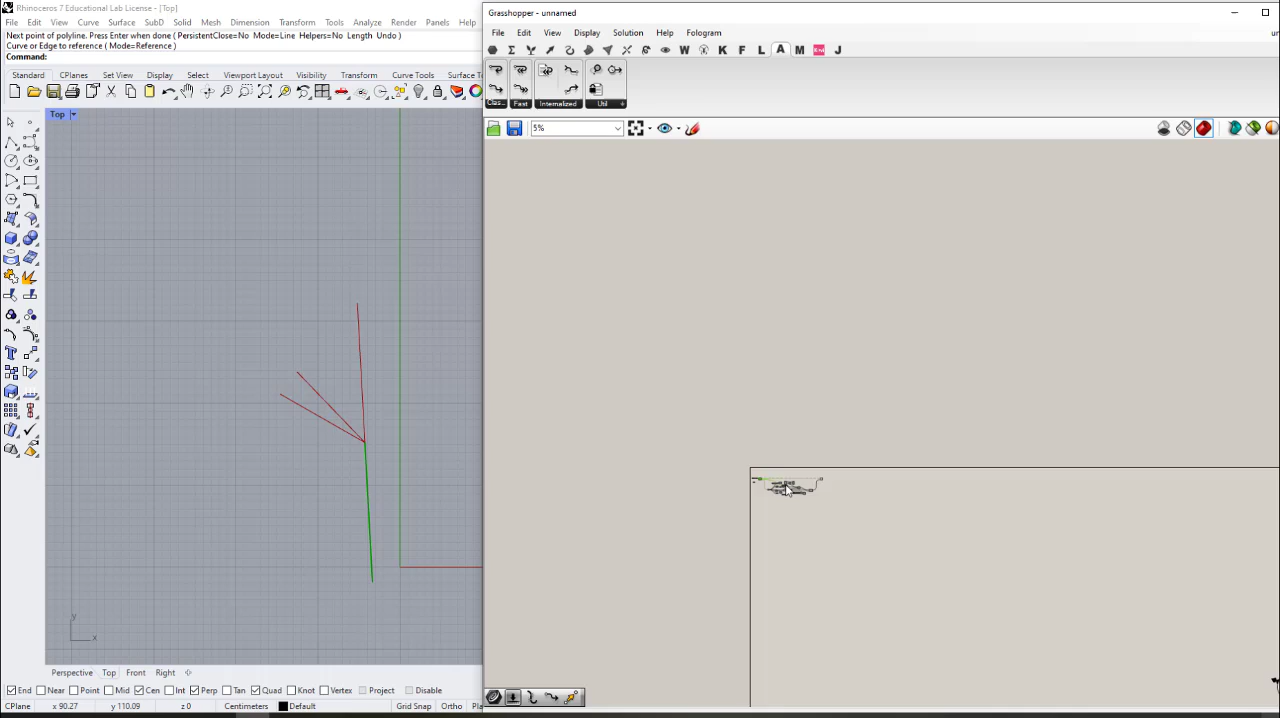 Rhinoceros 7 Educational Lab License - [Top]
File Edit View Curve Surface SubD Solid Mesh Dimension Transform Tools Analyze Render Panels Help
Next point of polyline. Press Enter when done ( PersistentClose=No Mode=Line Helpers=No Length Undo )
Curve or Edge to reference ( Mode=Reference )
Command:
Standard CPlanes Set View Display Select Viewport Layout Visibility Transform Curve Tools Surface To
Top
y
x
Perspective Top Front Right
End Near Point Mid Cen Int Perp Tan Quad Knot Vertex Project Disable
CPlane x 90.27 y 110.09 z 0 Centimeters Default Grid Snap Ortho Pla
Grasshopper - unnamed
File Edit View Display Solution Help Fologram
W K F L A M J
Clas... Fast Internalized Util
5%